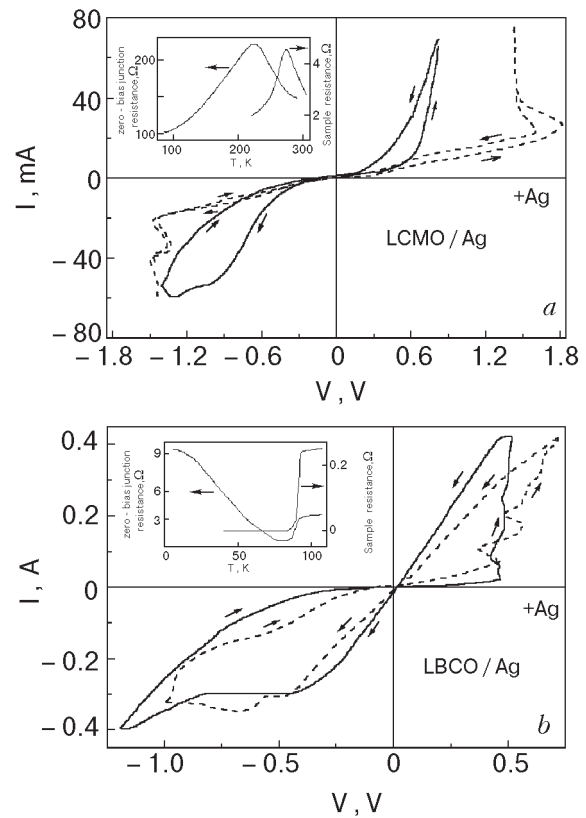 80
40
0
– 40
– 80
I , mA
– 1.8
– 1.2
– 0.6
0
0.6
1.2
1.8
V , V
zero - bias junction
resistance,Ω
200
100
100
200
300
T , K
4
2
Sample resistance,Ω
+Ag
LCMO / Ag
a
0.4
0.2
0
– 0.2
– 0.4
I , A
– 1.0
– 0.5
0
0.5
V , V
zero - bias junction
resistance,Ω
9
6
3
0
50
100
T , K
0.2
0
Sample resistance,Ω
+Ag
LBCO / Ag
b